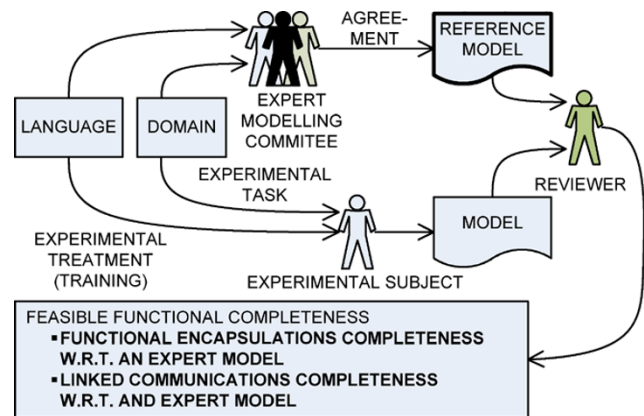 AGREE-
MENT
REFERENCE
MODEL
EXPERT
MODELLING
COMMITEE
LANGUAGE
DOMAIN
EXPERIMENTAL
TASK
REVIEWER
MODEL
EXPERIMENTAL
TREATMENT
(TRAINING)
EXPERIMENTAL SUBJECT
FEASIBLE FUNCTIONAL COMPLETENESS
▪FUNCTIONAL ENCAPSULATIONS COMPLETENESS
W.R.T. AN EXPERT MODEL
▪LINKED COMMUNICATIONS COMPLETENESS
W.R.T. AND EXPERT MODEL